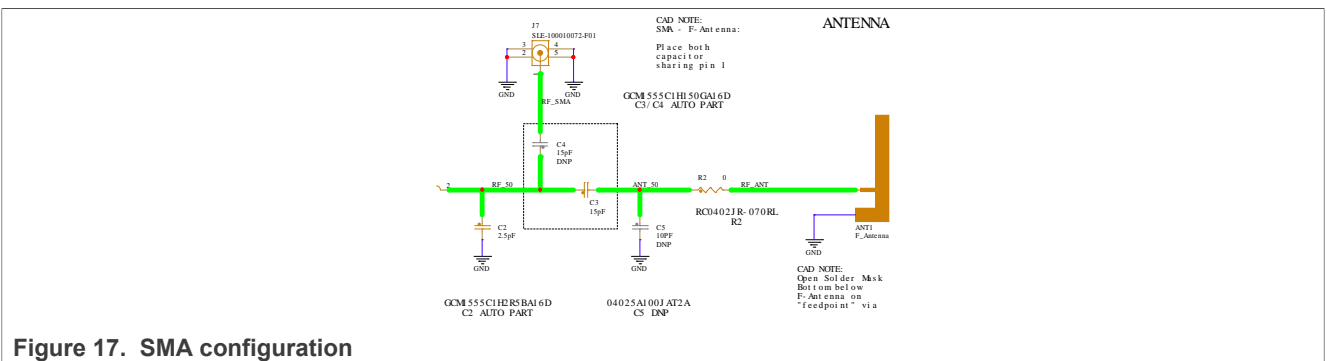 J7
SLE-100010072-F01
3
4
2
5
1
GND
GND
RF_SMA
CAD NOTE:
SMA - F-Antenna:
Place both
capacitor
sharing pin 1
ANTENNA
GCM1555C1H150GA16D
C3/C4 AUTO PART
C4
15pF
DNP
2
RF_50
C3
15pF
ANT_50
R2 0
RF_ANT
RC0402JR-070RL
R2
C2
2.5pF
GND
C5
10PF
DNP
GND
ANT1
F_Antenna
GND
CAD NOTE:
Open Solder Mask
Bottom below
F-Antenna on
"feedpoint" via
GCM1555C1H2R5BA16D
C2 AUTO PART
04025A100JAT2A
C5 DNP
Figure 17. SMA configuration